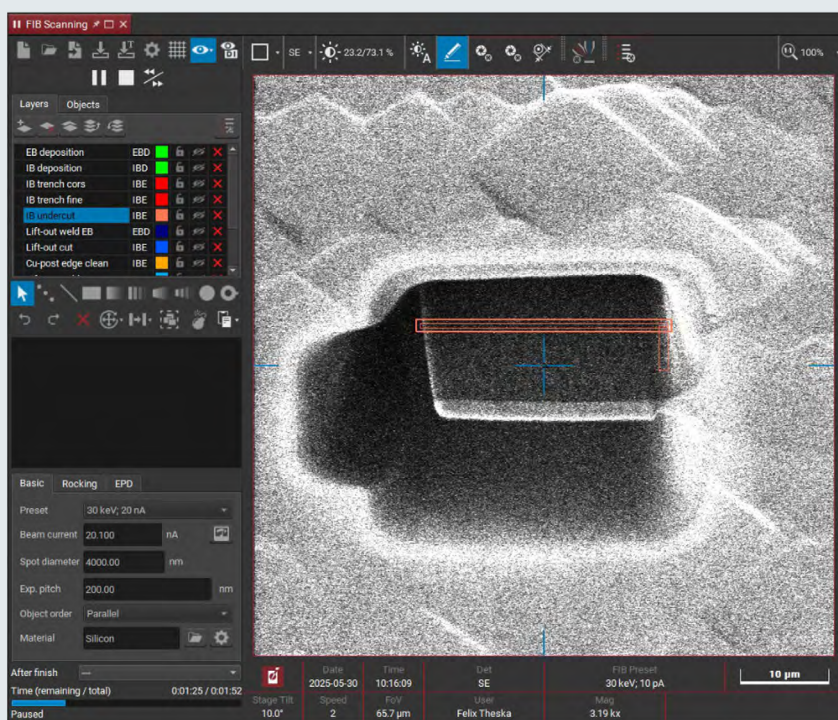 FIB Scanning
SE
23.2/73.1 %
100%
Layers Objects
EB deposition EBD
IB deposition IBD
IB trench cors IBE
IB trench fine IBE
IB undercut IBE
Lift-out weld EB EBD
Lift-out cut IBE
Cu-post edge clean IBE
Basic Rocking EPD
Preset 30 keV; 20 nA
Beam current 20.100 nA
Spot diameter 4000.00 nm
Exp. pitch 200.00 nm
Object order Parallel
Material Silicon
After finish ---
Time (remaining / total) 0:01:25 / 0:01:52
Paused
Date Time Det FIB Preset
2025-05-30 10:16:09 SE 30 keV; 10 pA
10 µm
Stage Tilt Speed FoV User Mag
10.0° 2 65.7 µm Felix Theska 3.19 kx